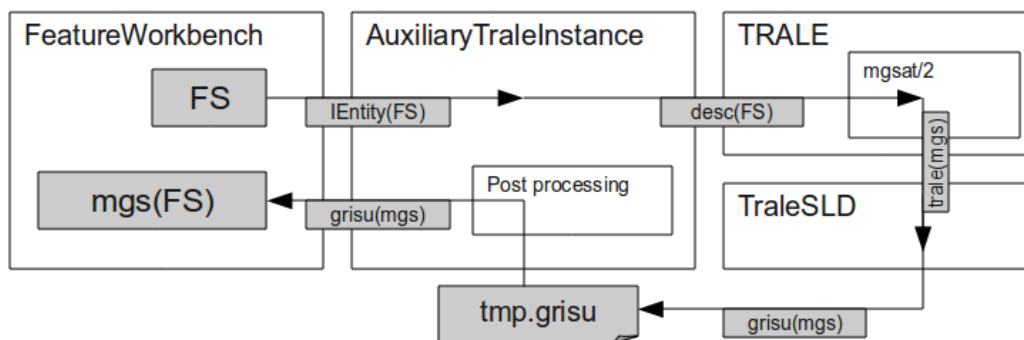 FeatureWorkbench
AuxiliaryTraleInstance
TRALE
mgsat/2
FS
IEntity(FS)
desc(FS)
trale(mgs)
Post processing
mgs(FS)
grisu(mgs)
TraleSLD
tmp.grisu
grisu(mgs)